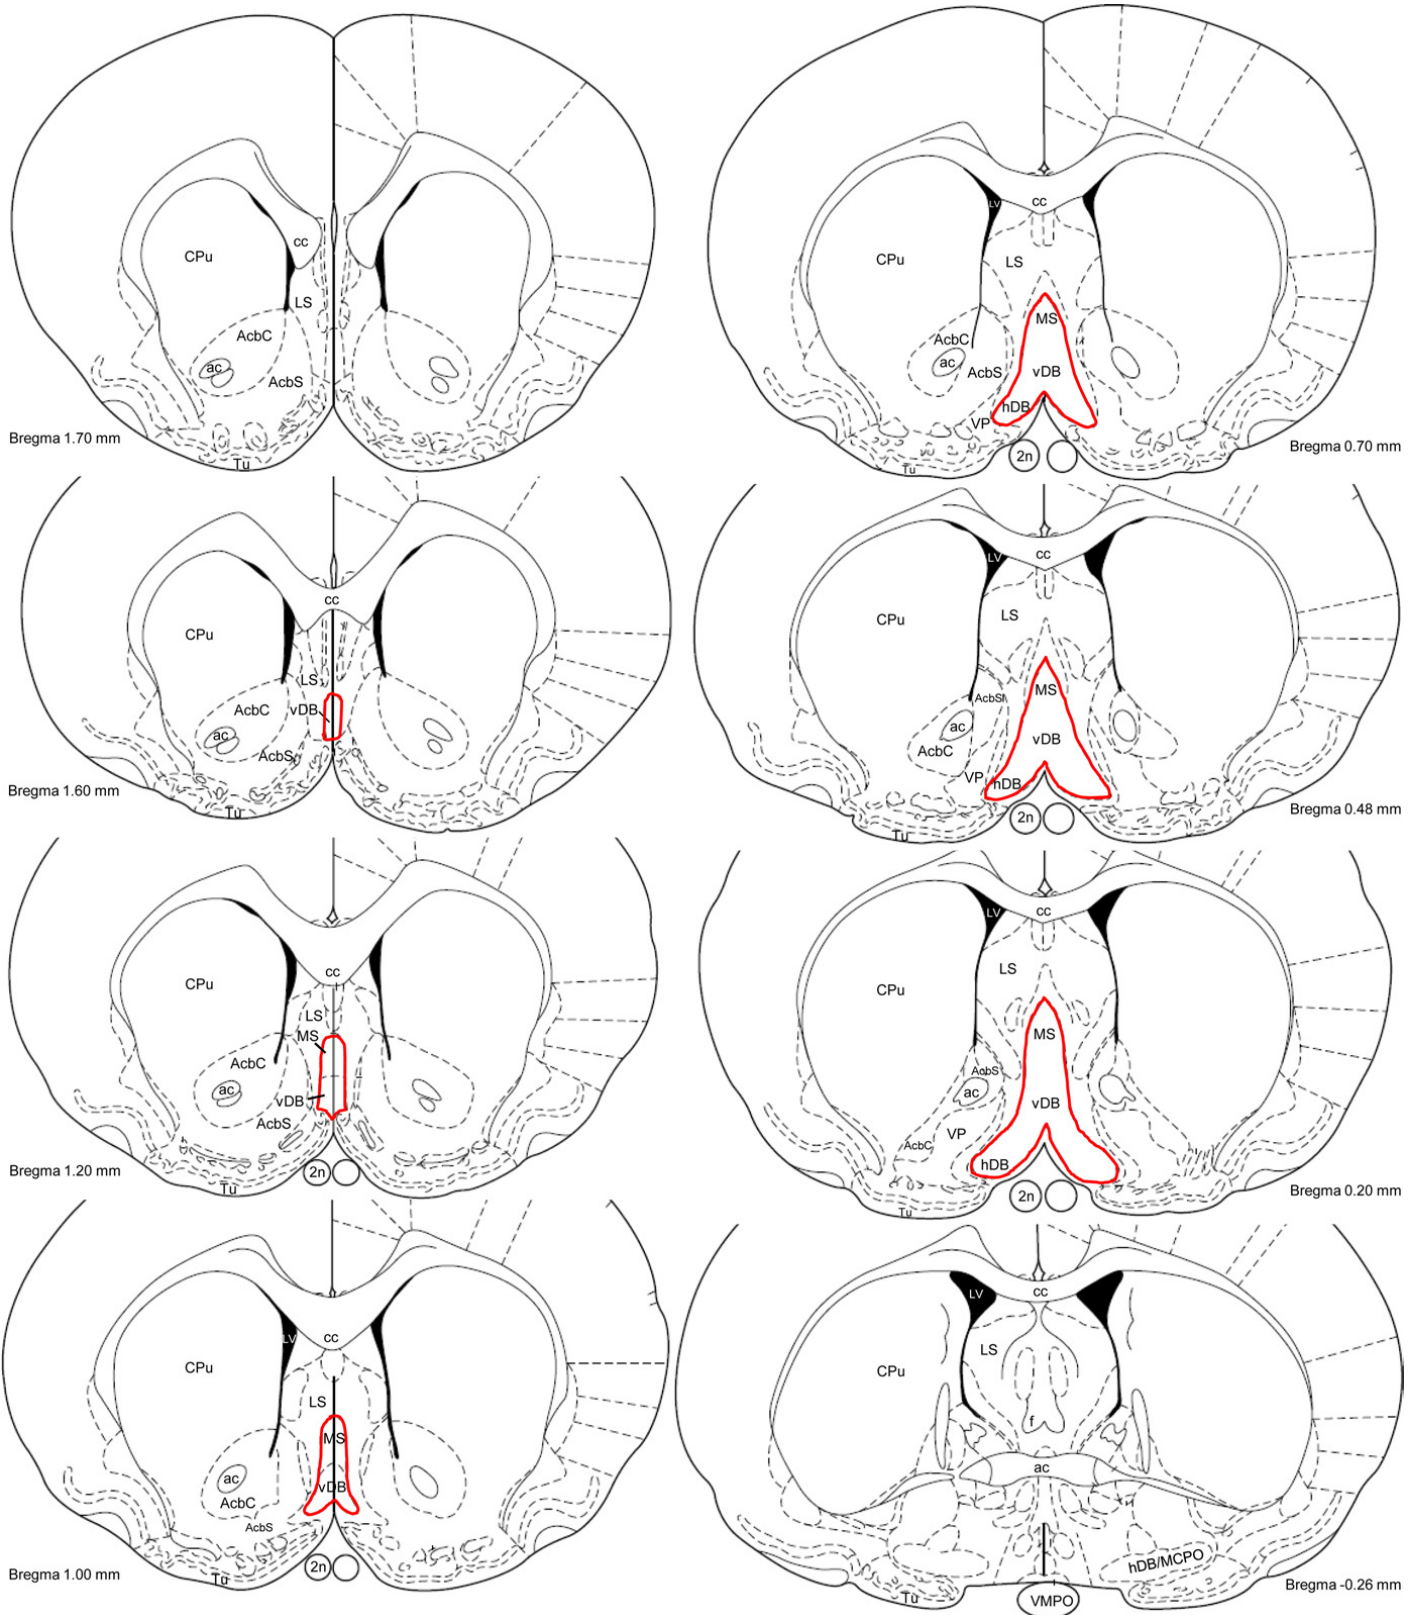 CPu
cc
LS
AcbC
ac
AcbS
Bregma 1.70 mm
Tu
LV
cc
CPu
LS
MS
AcbC
ac
AcbS
vDB
hDB
VP
2n
Tu
Bregma 0.70 mm
cc
CPu
LS
AcbC
vDB
ac
AcbS
Bregma 1.60 mm
Tu
LV
cc
CPu
LS
MS
AcbS
ac
vDB
AcbC
VP
hDB
2n
Tu
Bregma 0.48 mm
cc
CPu
LS
MS
AcbC
ac
vDB
AcbS
Bregma 1.20 mm
2n
Tu
LV
cc
LS
CPu
MS
AcbS
ac
vDB
VP
AcbC
hDB
2n
Tu
Bregma 0.20 mm
LV
cc
CPu
LS
MS
ac
vDB
AcbC
AcbS
2n
Bregma 1.00 mm
Tu
LV
cc
LS
CPu
f
ac
hDB/MCPO
Bregma -0.26 mm
Tu
VMPO